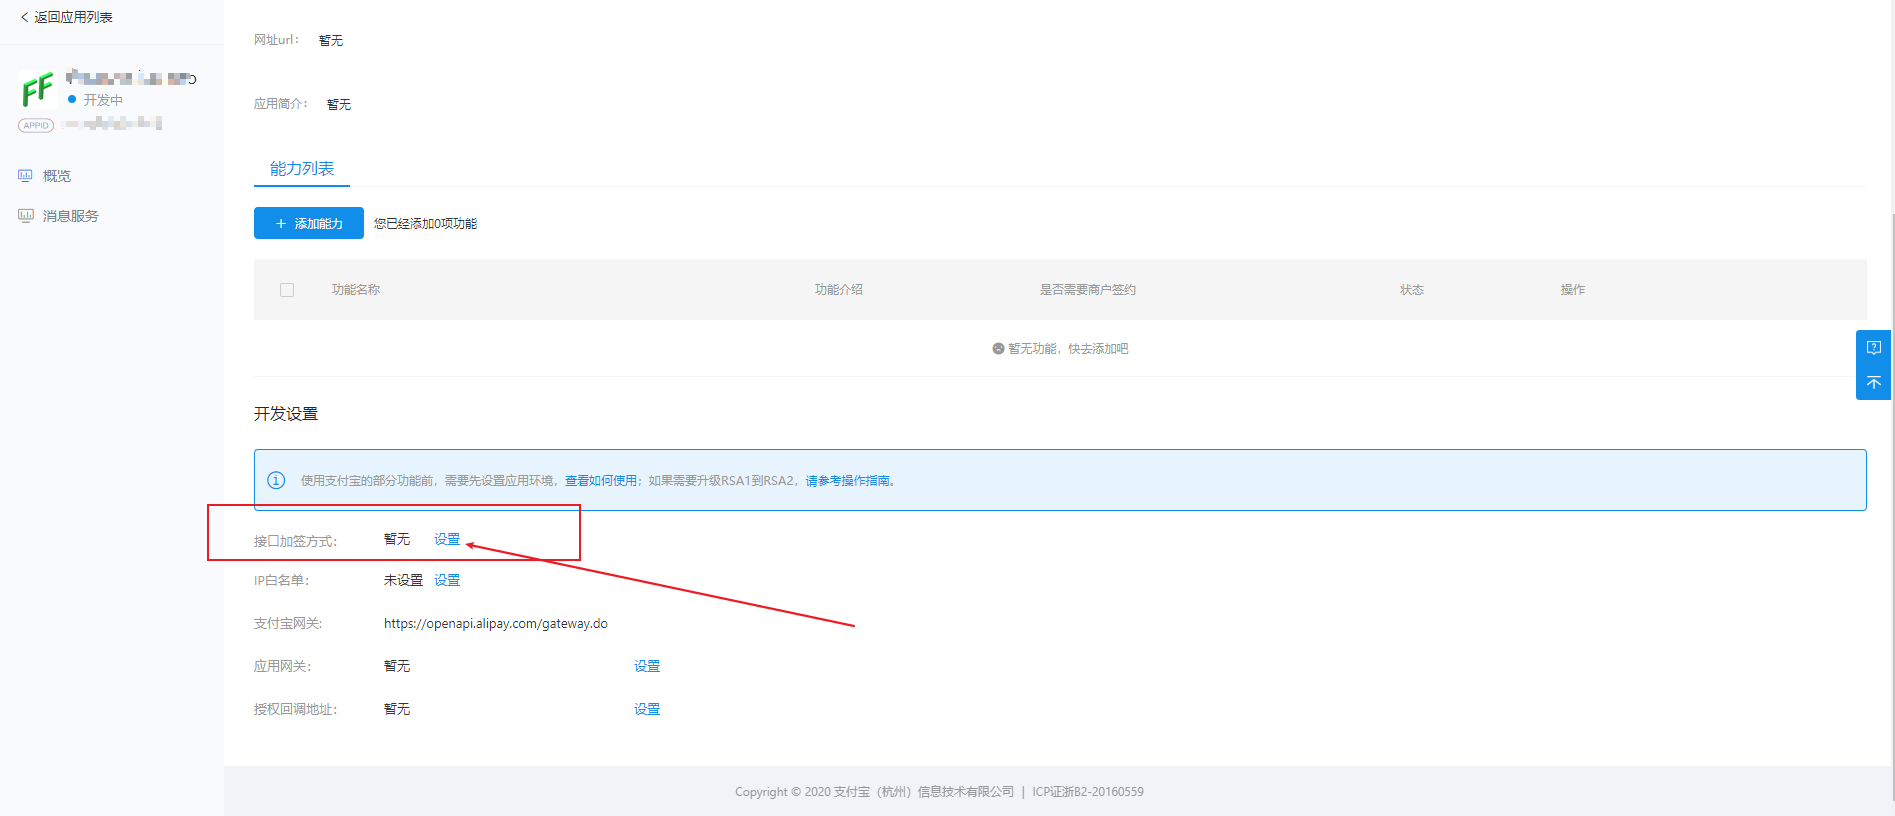 返回应用列表
开发中
APPID
概览
消息服务
网址url： 暂无
应用简介： 暂无
能力列表
添加能力 您已经添加0项功能
功能名称 功能介绍 是否需要商户签约 状态 操作
暂无功能，快去添加吧
开发设置
使用支付宝的部分功能前，需要先设置应用环境，查看如何使用；如果需要升级RSA1到RSA2，请参考操作指南。
接口加签方式： 暂无 设置
IP白名单： 未设置 设置
支付宝网关: https://openapi.alipay.com/gateway.do
应用网关： 暂无 设置
授权回调地址： 暂无 设置
Copyright © 2020 支付宝（杭州）信息技术有限公司 | ICP证浙B2-20160559